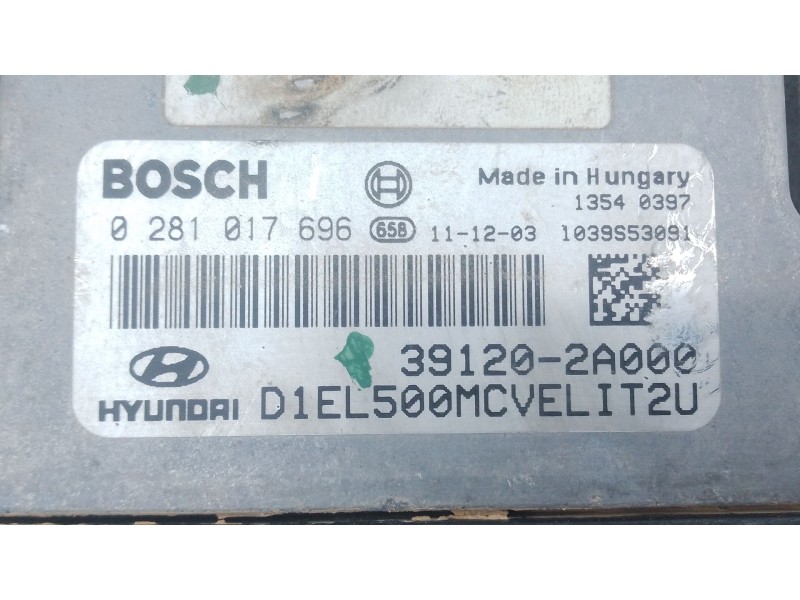 BOSCH
Made in Hungary
1354 0397
0 281 017 696 658 11-12-03 1039S53091
39120-2A000
HYUNDAI D1EL500MCVELIT2U